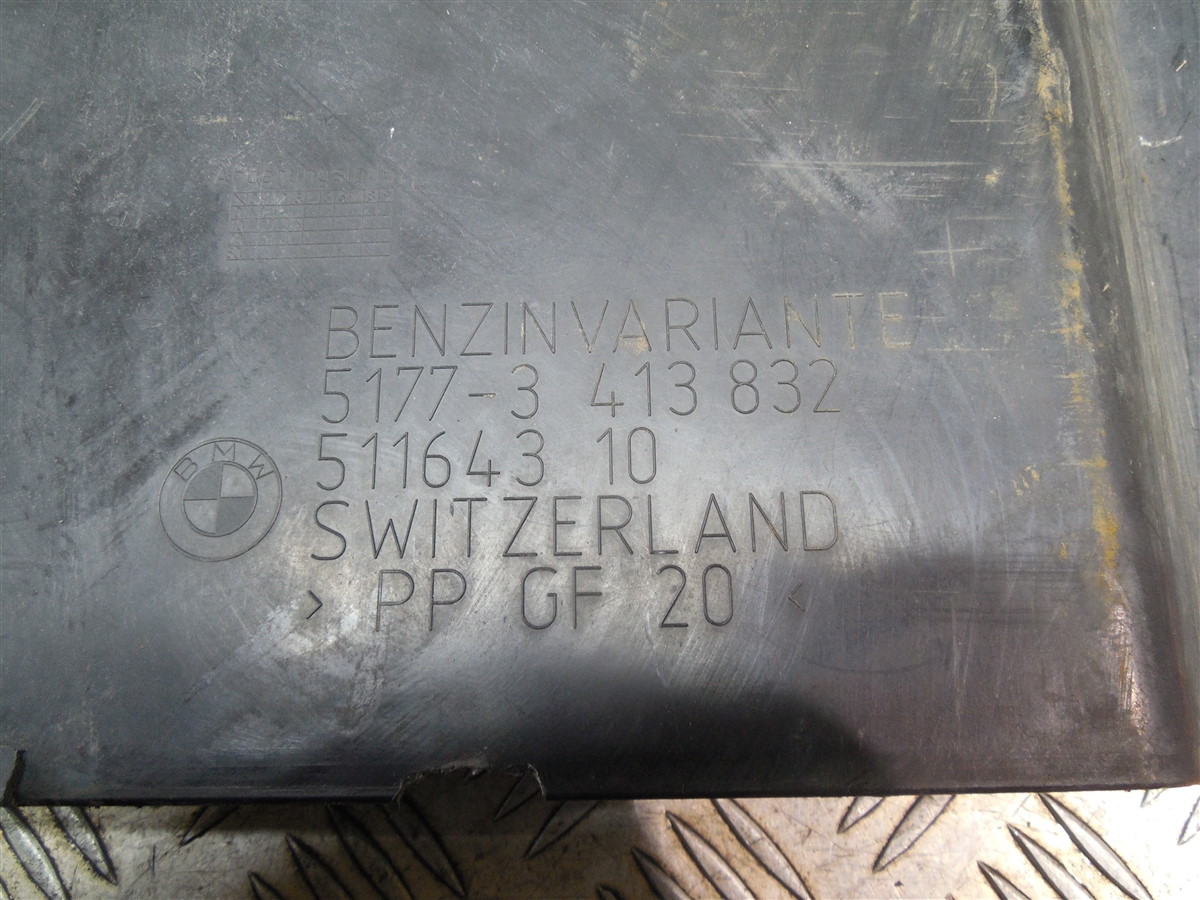 BENZINVARIANTE
5177-3 413 832
511643 10
BMW
SWITZERLAND
> PP GF 20 <